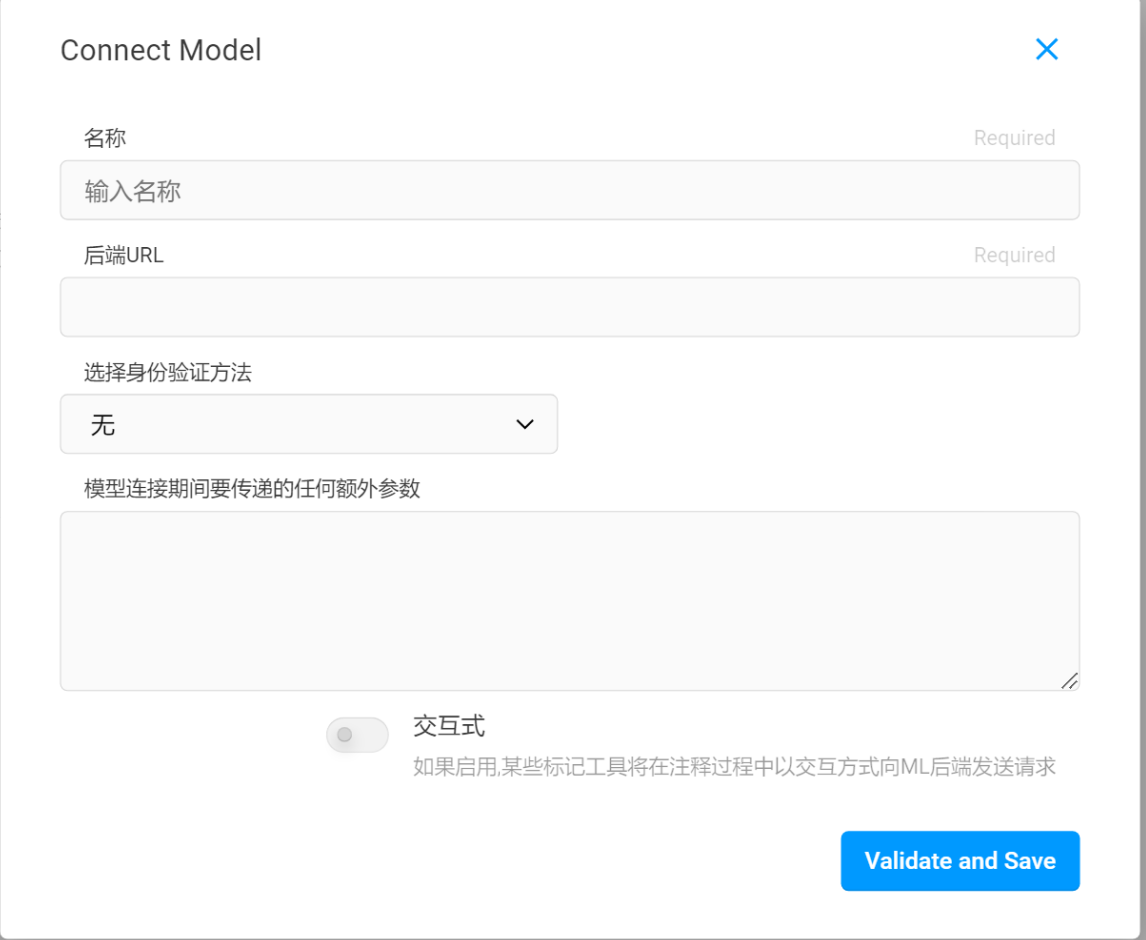 Connect Model
名称
Required
输入名称
后端URL
Required
选择身份验证方法
无
模型连接期间要传递的任何额外参数
交互式
如果启用,某些标记工具将在注释过程中以交互方式向ML后端发送请求
Validate and Save